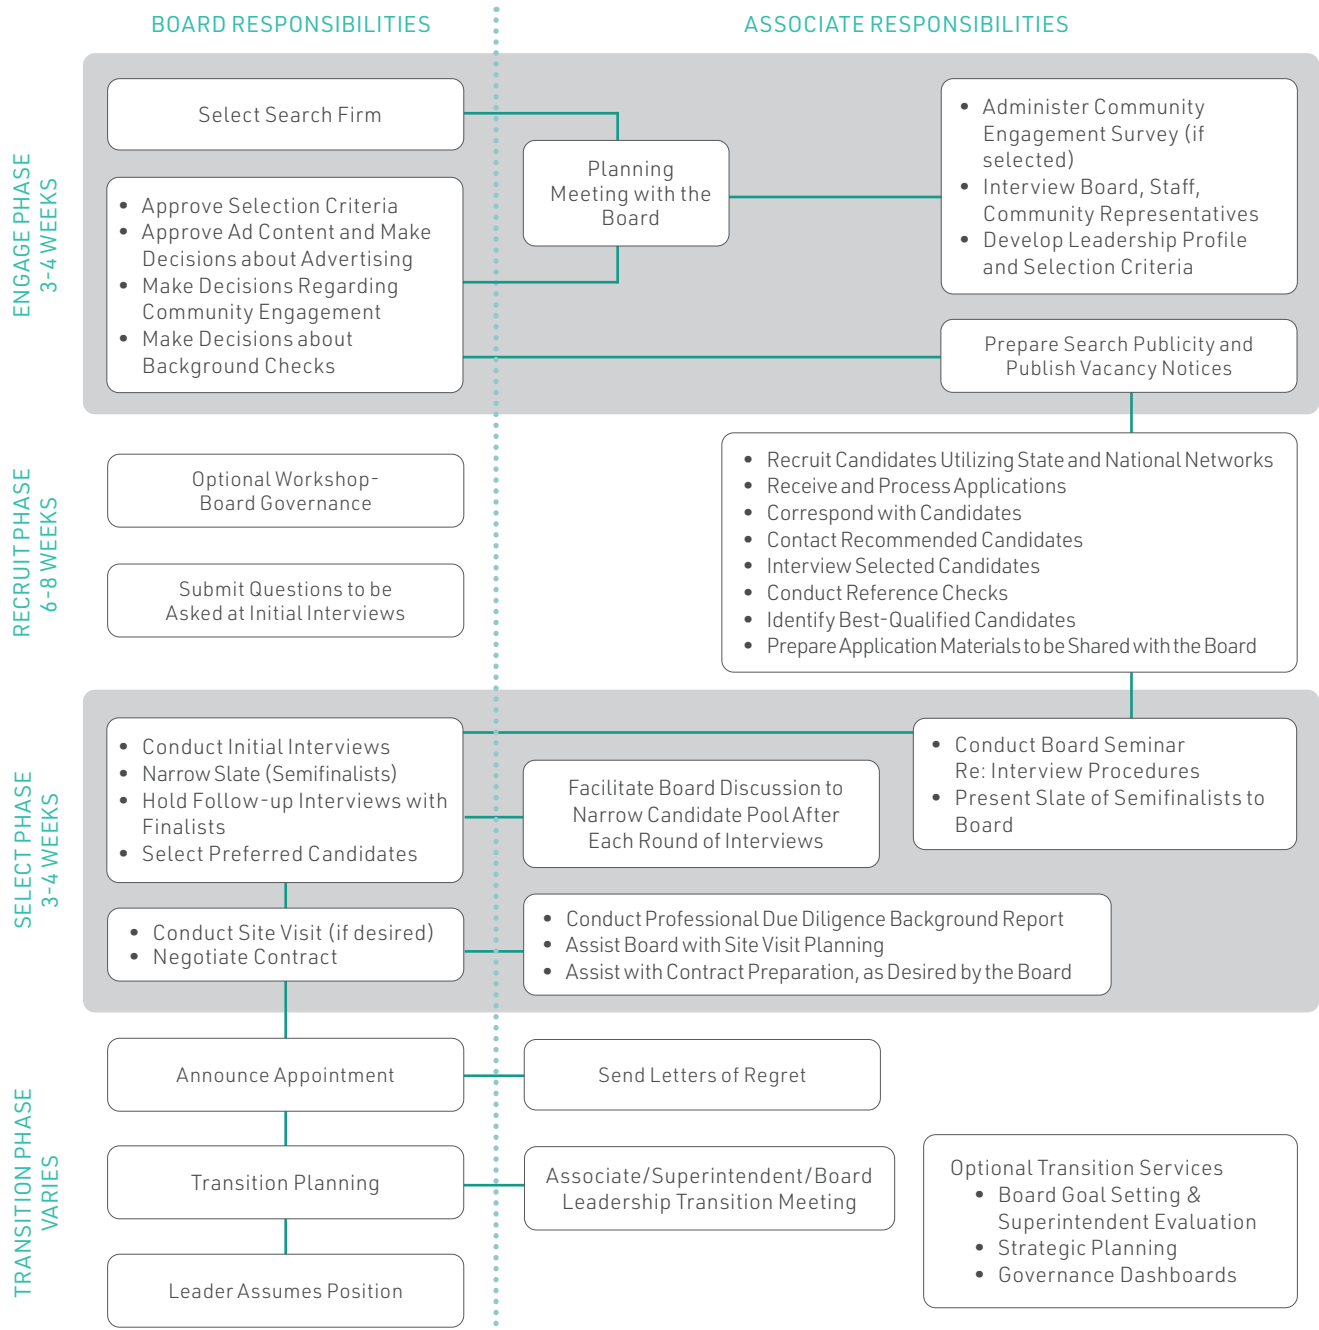 BOARD RESPONSIBILITIES
ASSOCIATE RESPONSIBILITIES
ENGAGE PHASE
3-4 WEEKS
Select Search Firm
• Approve Selection Criteria
• Approve Ad Content and Make
Decisions about Advertising
• Make Decisions Regarding
Community Engagement
• Make Decisions about
Background Checks
Planning
Meeting with the
Board
• Administer Community
Engagement Survey (if
selected)
• Interview Board, Staff,
Community Representatives
• Develop Leadership Profile
and Selection Criteria
Prepare Search Publicity and
Publish Vacancy Notices
RECRUIT PHASE
6-8 WEEKS
Optional Workshop-
Board Governance
Submit Questions to be
Asked at Initial Interviews
• Recruit Candidates Utilizing State and National Networks
• Receive and Process Applications
• Correspond with Candidates
• Contact Recommended Candidates
• Interview Selected Candidates
• Conduct Reference Checks
• Identify Best-Qualified Candidates
• Prepare Application Materials to be Shared with the Board
SELECT PHASE
3-4 WEEKS
• Conduct Initial Interviews
• Narrow Slate (Semifinalists)
• Hold Follow-up Interviews with
Finalists
• Select Preferred Candidates
Facilitate Board Discussion to
Narrow Candidate Pool After
Each Round of Interviews
• Conduct Board Seminar
Re: Interview Procedures
• Present Slate of Semifinalists to
Board
• Conduct Site Visit (if desired)
• Negotiate Contract
• Conduct Professional Due Diligence Background Report
• Assist Board with Site Visit Planning
• Assist with Contract Preparation, as Desired by the Board
TRANSITION PHASE
VARIES
Announce Appointment
Send Letters of Regret
Transition Planning
Associate/Superintendent/Board
Leadership Transition Meeting
Leader Assumes Position
Optional Transition Services
• Board Goal Setting &
Superintendent Evaluation
• Strategic Planning
• Governance Dashboards